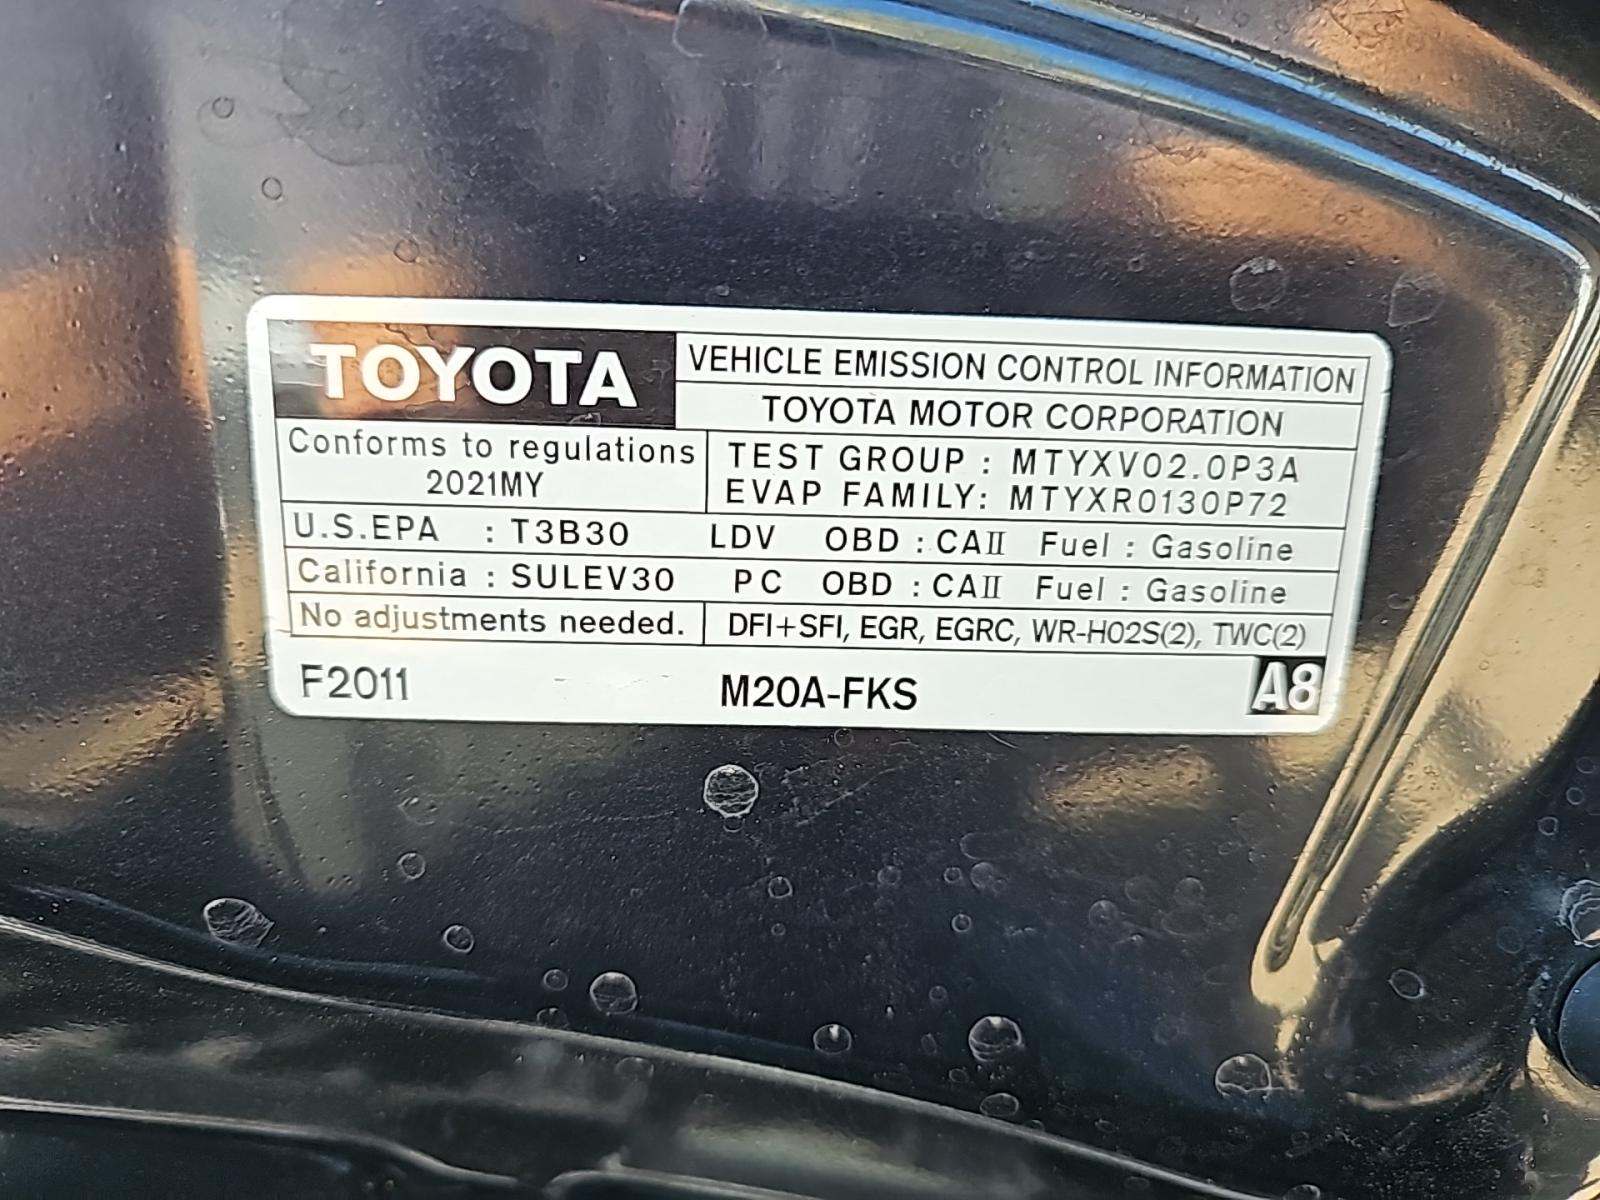 TOYOTA
VEHICLE EMISSION CONTROL INFORMATION
TOYOTA MOTOR CORPORATION
Conforms to regulations
2021MY
TEST GROUP : MTYXV02.0P3A
EVAP FAMILY: MTYXR0130P72
U.S.EPA : T3B30 LDV OBD : CAII Fuel : Gasoline
California : SULEV30 PC OBD : CAII Fuel : Gasoline
No adjustments needed. DFI+SFI, EGR, EGRC, WR-HO2S(2), TWC(2)
F2011 M20A-FKS A8